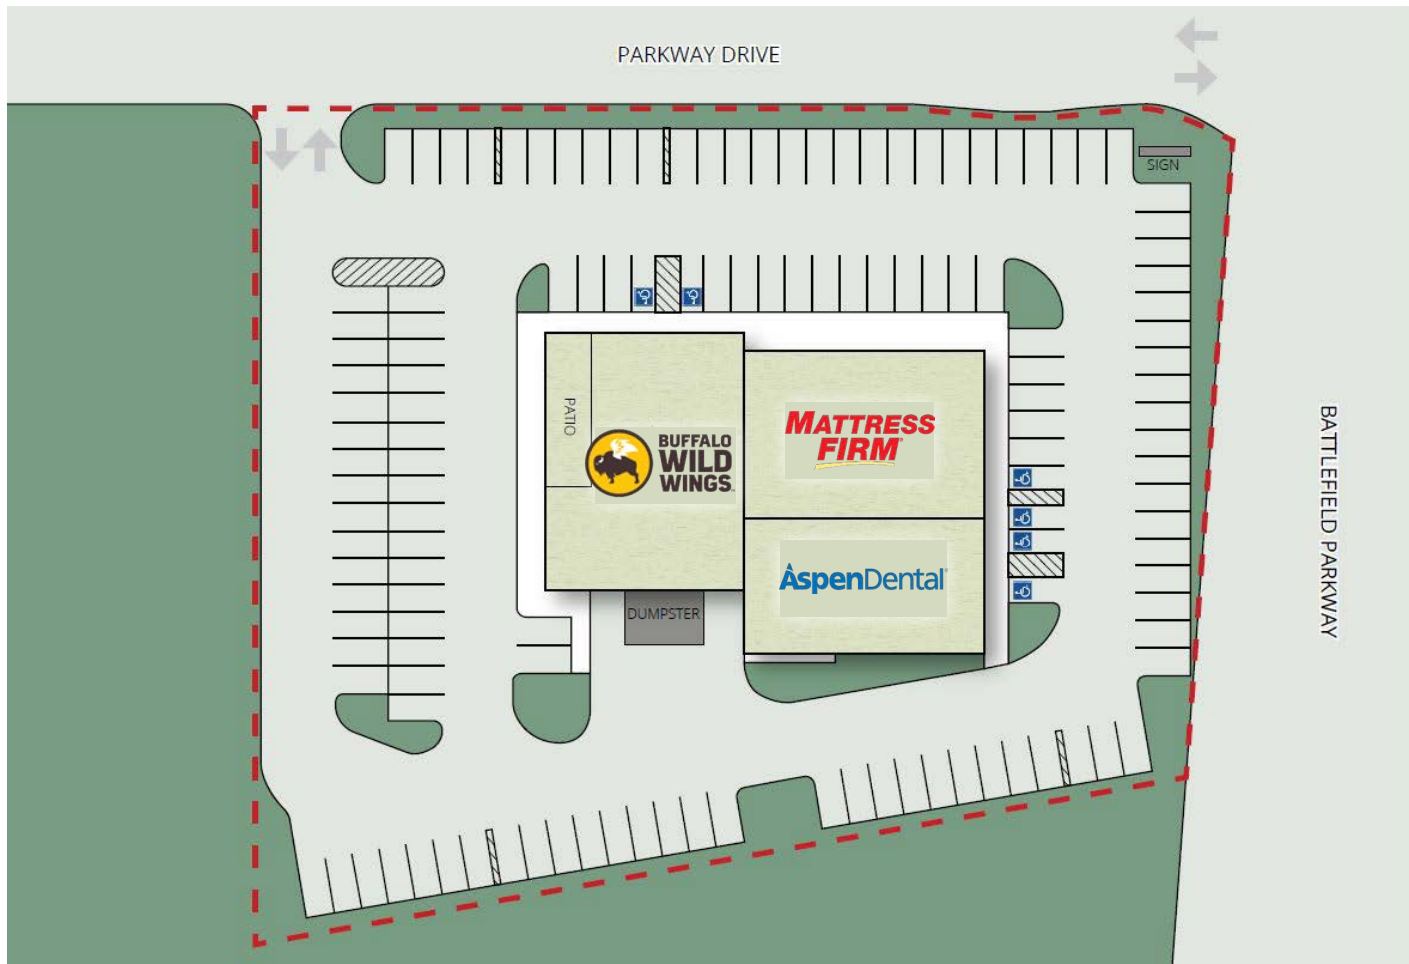 PARKWAY DRIVE
SIGN
PATIO
BUFFALO
WILD
WINGS
MATTRESS
FIRM
AspenDental
DUMPSTER
BATTLEFIELD PARKWAY